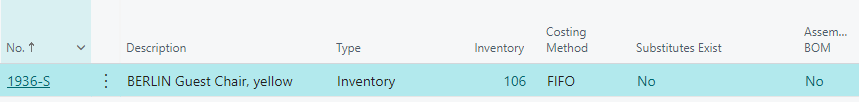 Costing Assem...
No. ↑ Description Type Inventory Method Substitutes Exist BOM
1936-S BERLIN Guest Chair, yellow Inventory 106 FIFO No No